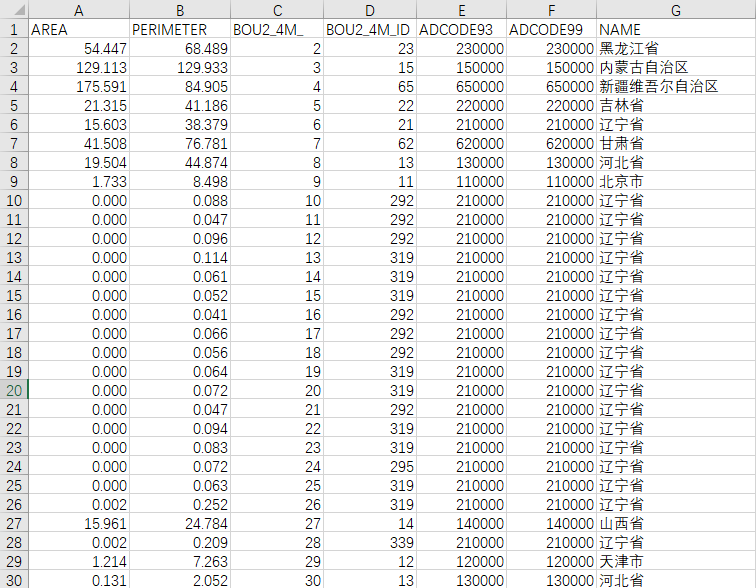 A B C D E F G
1 AREA PERIMETER BOU2_4M_ BOU2_4M_ID ADCODE93 ADCODE99 NAME
2 54.447 68.489 2 23 230000 230000 黑龙江省
3 129.113 129.933 3 15 150000 150000 内蒙古自治区
4 175.591 84.905 4 65 650000 650000 新疆维吾尔自治区
5 21.315 41.186 5 22 220000 220000 吉林省
6 15.603 38.379 6 21 210000 210000 辽宁省
7 41.508 76.781 7 62 620000 620000 甘肃省
8 19.504 44.874 8 13 130000 130000 河北省
9 1.733 8.498 9 11 110000 110000 北京市
10 0.000 0.088 10 292 210000 210000 辽宁省
11 0.000 0.047 11 292 210000 210000 辽宁省
12 0.000 0.096 12 292 210000 210000 辽宁省
13 0.000 0.114 13 319 210000 210000 辽宁省
14 0.000 0.061 14 319 210000 210000 辽宁省
15 0.000 0.052 15 319 210000 210000 辽宁省
16 0.000 0.041 16 292 210000 210000 辽宁省
17 0.000 0.066 17 292 210000 210000 辽宁省
18 0.000 0.056 18 292 210000 210000 辽宁省
19 0.000 0.064 19 319 210000 210000 辽宁省
20 0.000 0.072 20 319 210000 210000 辽宁省
21 0.000 0.047 21 292 210000 210000 辽宁省
22 0.000 0.094 22 319 210000 210000 辽宁省
23 0.000 0.083 23 319 210000 210000 辽宁省
24 0.000 0.072 24 295 210000 210000 辽宁省
25 0.000 0.063 25 319 210000 210000 辽宁省
26 0.002 0.252 26 319 210000 210000 辽宁省
27 15.961 24.784 27 14 140000 140000 山西省
28 0.002 0.209 28 339 210000 210000 辽宁省
29 1.214 7.263 29 12 120000 120000 天津市
30 0.131 2.052 30 13 130000 130000 河北省